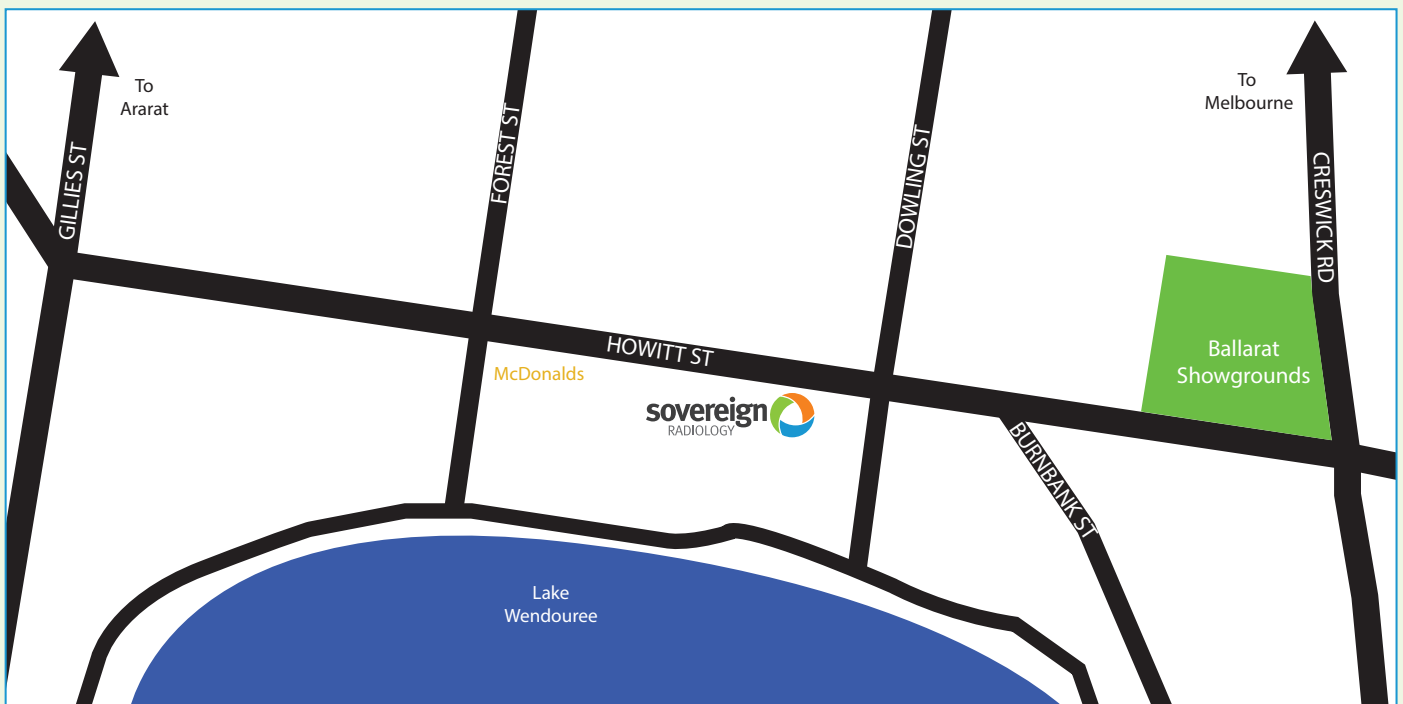 To
Ararat
To
Melbourne
GILLIES ST
FOREST ST
DOWLING ST
CRESWICK RD
HOWITT ST
McDonalds
sovereign
RADIOLOGY
Ballarat
Showgrounds
BURNBANK ST
Lake
Wendouree